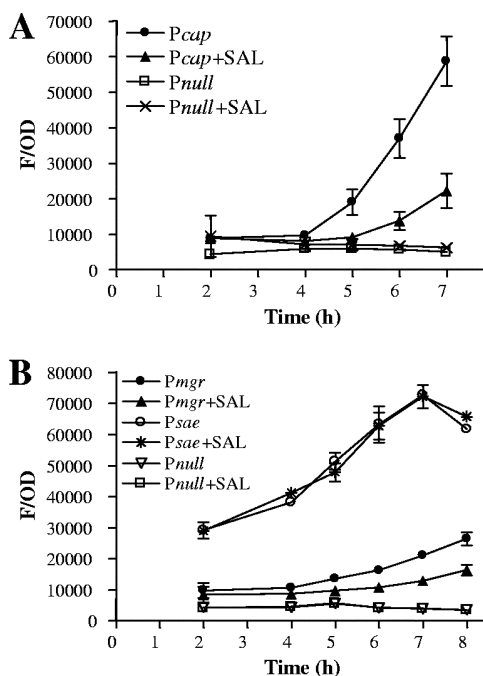 A
70000
60000
50000
40000
30000
20000
10000
0
F/OD
Pcap
Pcap+SAL
Pnull
Pnull+SAL
0 1 2 3 4 5 6 7
Time (h)
B
80000
70000
60000
50000
40000
30000
20000
10000
0
F/OD
Pmgr
Pmgr+SAL
Psae
Psae+SAL
Pnull
Pnull+SAL
0 1 2 3 4 5 6 7 8
Time (h)